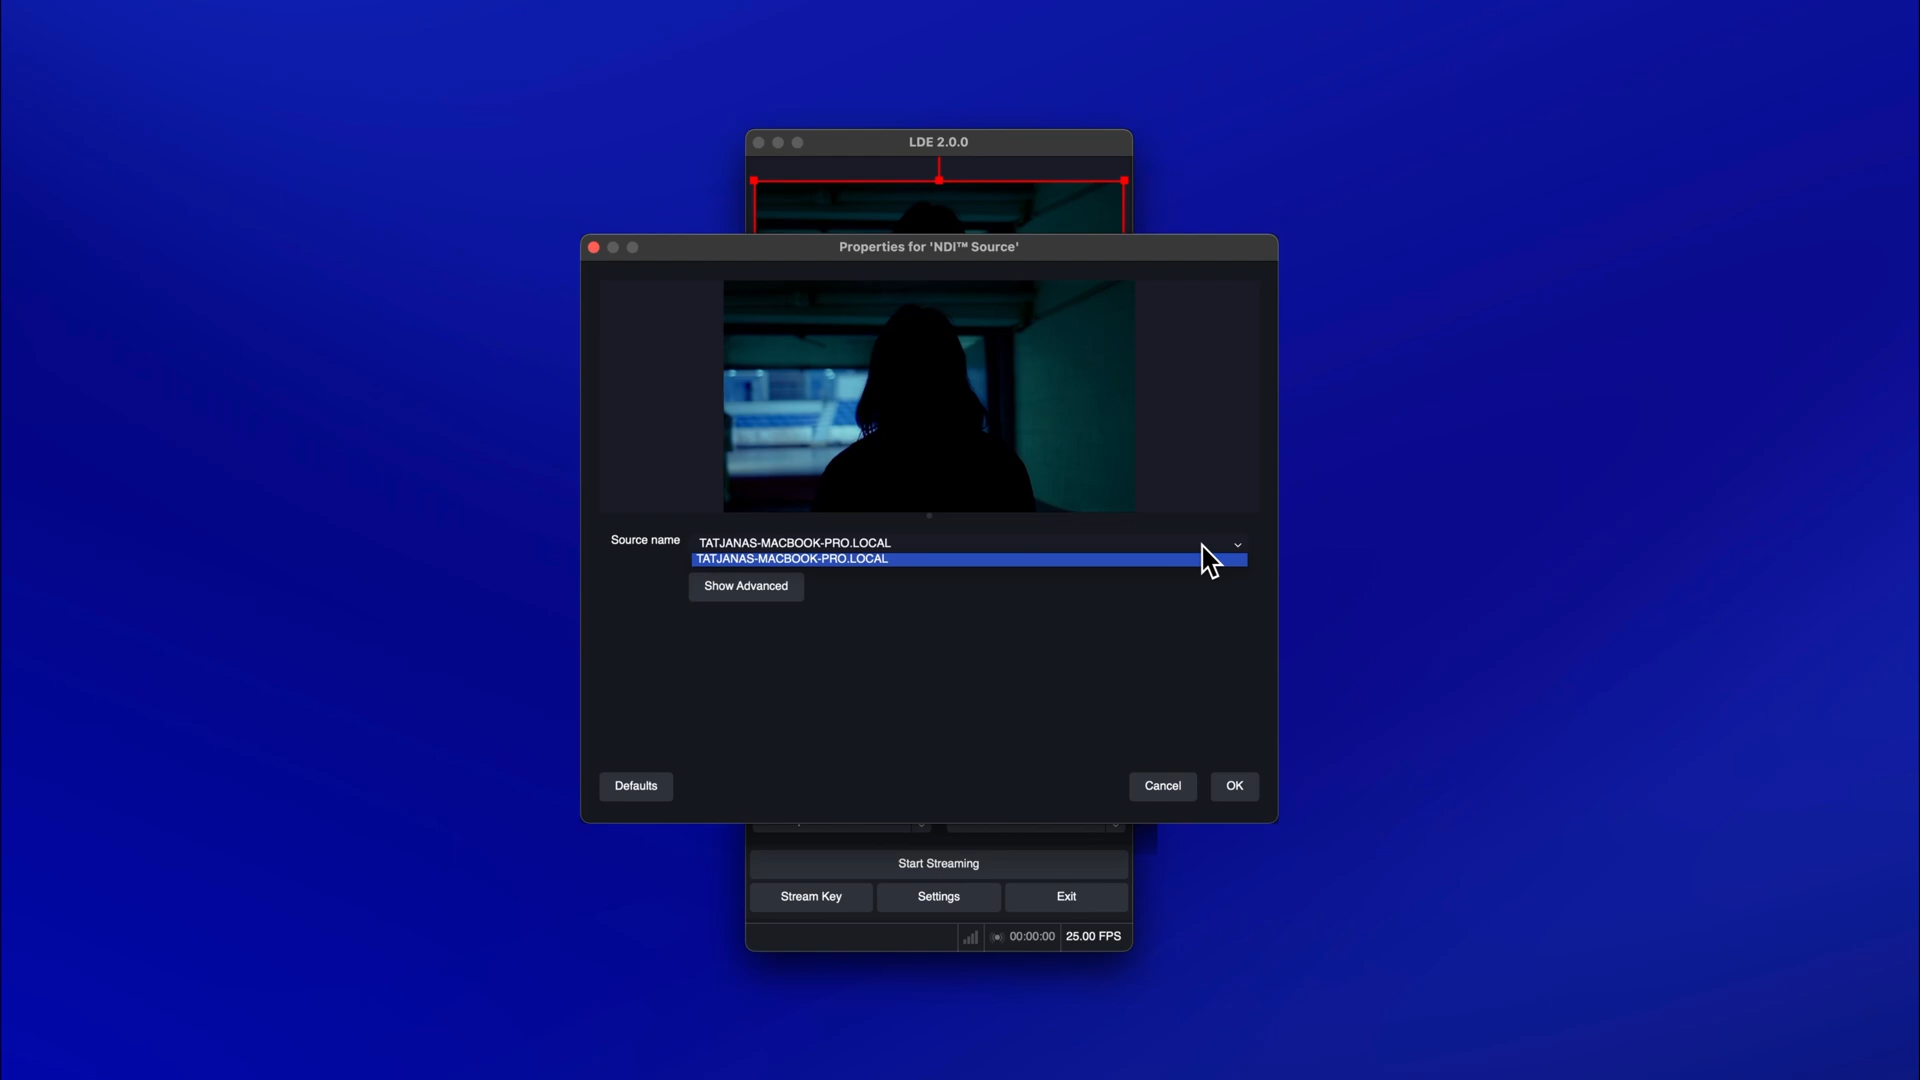 LDE 2.0.0
Properties for 'NDI™ Source'
Source name
TATJANAS-MACBOOK-PRO.LOCAL
TATJANAS-MACBOOK-PRO.LOCAL
Show Advanced
Defaults
Cancel
OK
Start Streaming
Stream Key
Settings
Exit
00:00:00
25.00 FPS